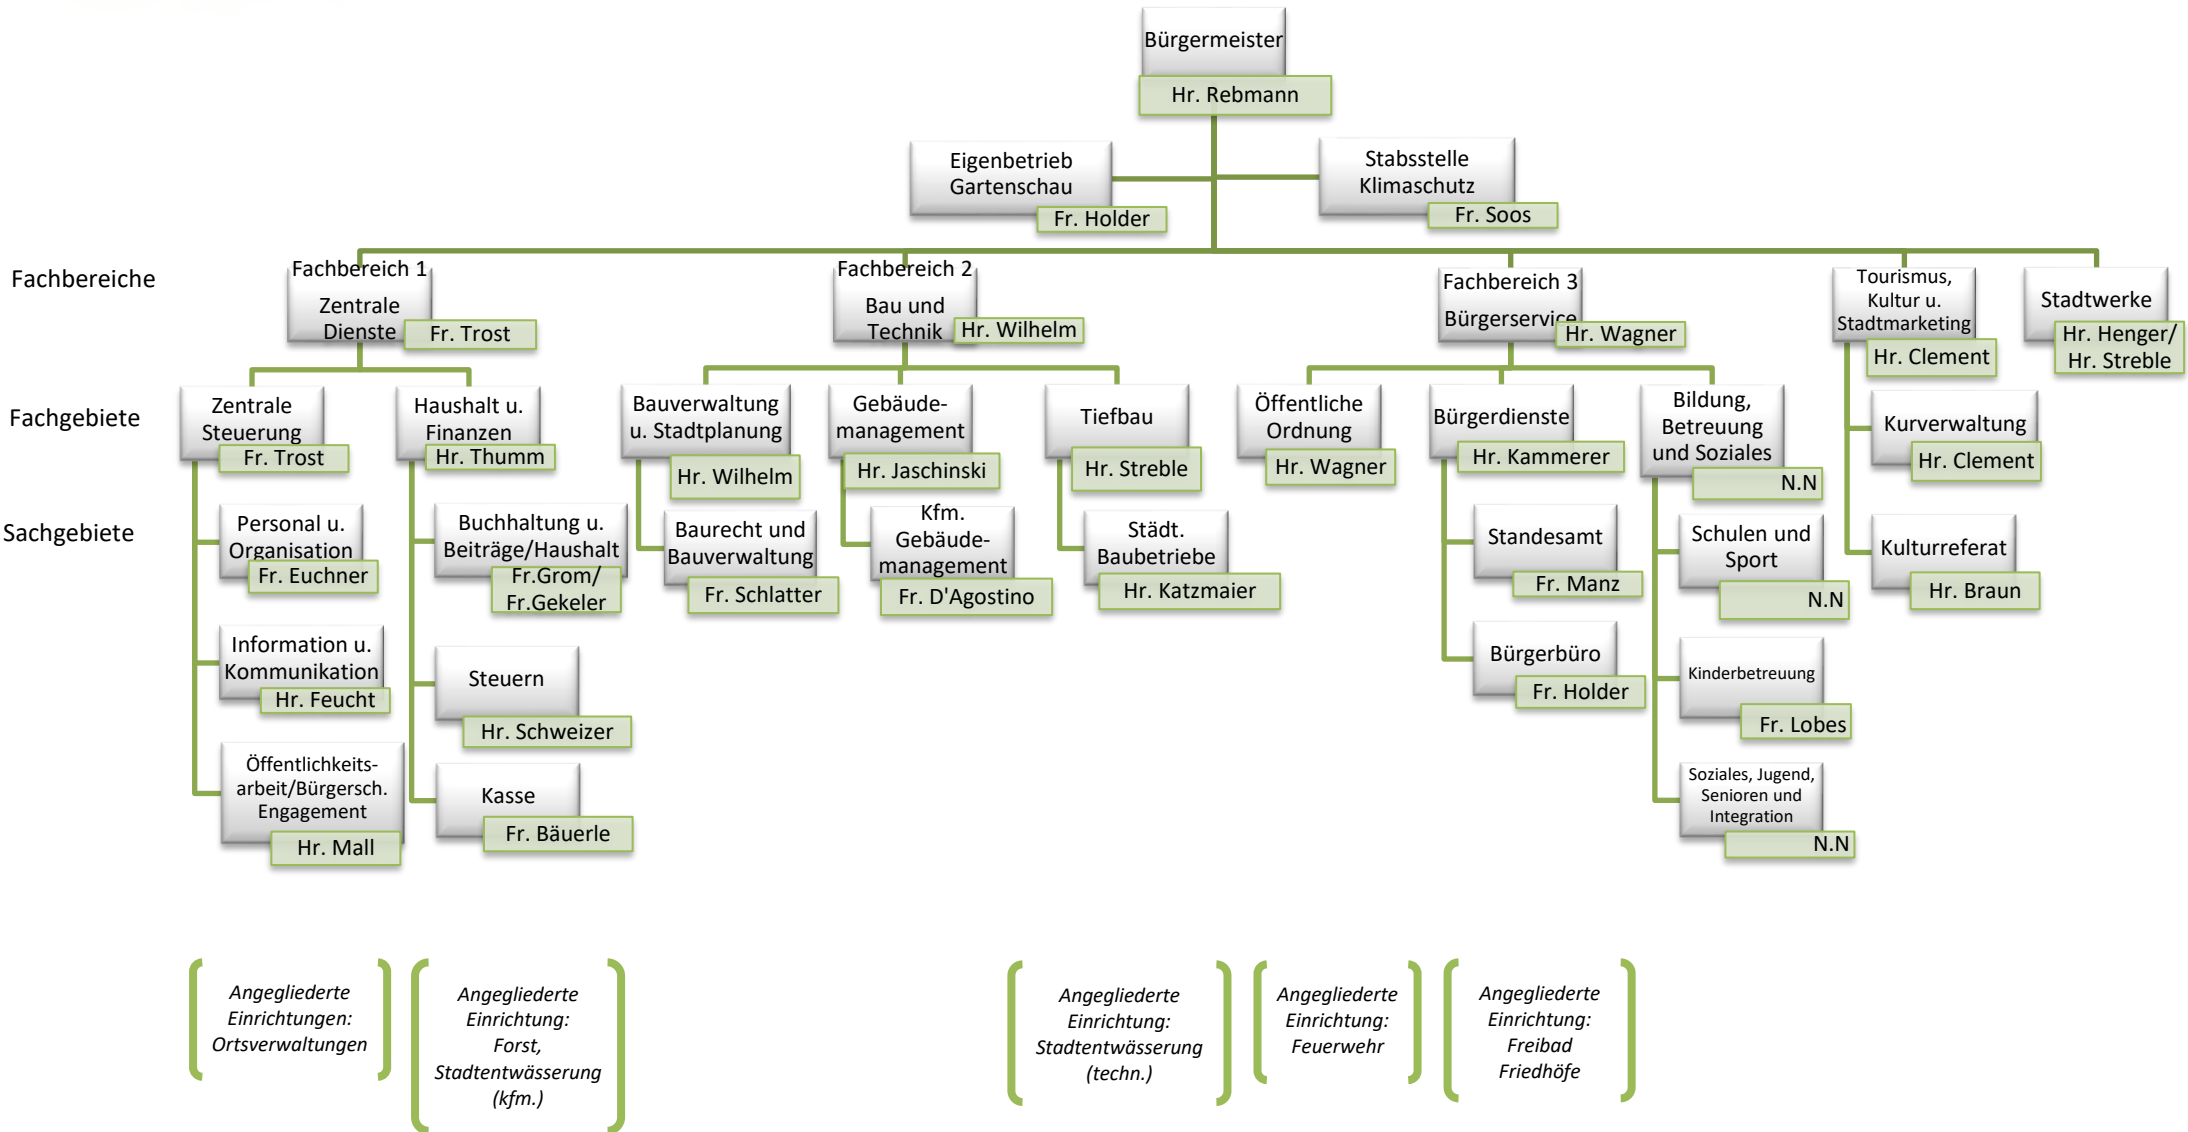 Bürgermeister
Hr. Rebmann
Eigenbetrieb
Gartenschau
Fr. Holder
Stabsstelle
Klimaschutz
Fr. Soos
Fachbereiche
Fachbereich 1
Zentrale
Dienste
Fr. Trost
Fachbereich 2
Bau und
Technik
Hr. Wilhelm
Fachbereich 3
Bürgerservice
Hr. Wagner
Tourismus,
Kultur u.
Stadtmarketing
Hr. Clement
Stadtwerke
Hr. Henger/
Hr. Streble
Fachgebiete
Zentrale
Steuerung
Fr. Trost
Haushalt u.
Finanzen
Hr. Thumm
Bauverwaltung
u. Stadtplanung
Hr. Wilhelm
Gebäude-
management
Hr. Jaschinski
Tiefbau
Hr. Streble
Öffentliche
Ordnung
Hr. Wagner
Bürgerdienste
Hr. Kammerer
Bildung,
Betreuung
und Soziales
N.N
Kurverwaltung
Hr. Clement
Sachgebiete
Personal u.
Organisation
Fr. Euchner
Buchhaltung u.
Beiträge/Haushalt
Fr.Grom/
Fr.Gekeler
Baurecht und
Bauverwaltung
Fr. Schlatter
Kfm.
Gebäude-
management
Fr. D'Agostino
Städt.
Baubetriebe
Hr. Katzmaier
Standesamt
Fr. Manz
Schulen und
Sport
N.N
Kulturreferat
Hr. Braun
Information u.
Kommunikation
Hr. Feucht
Steuern
Hr. Schweizer
Bürgerbüro
Fr. Holder
Kinderbetreuung
Fr. Lobes
Öffentlichkeits-
arbeit/Bürgersch.
Engagement
Hr. Mall
Kasse
Fr. Bäuerle
Soziales, Jugend,
Senioren und
Integration
N.N
Angegliederte
Einrichtungen:
Ortsverwaltungen
Angegliederte
Einrichtung:
Forst,
Stadtentwässerung
(kfm.)
Angegliederte
Einrichtung:
Stadtentwässerung
(techn.)
Angegliederte
Einrichtung:
Feuerwehr
Angegliederte
Einrichtung:
Freibad
Friedhöfe